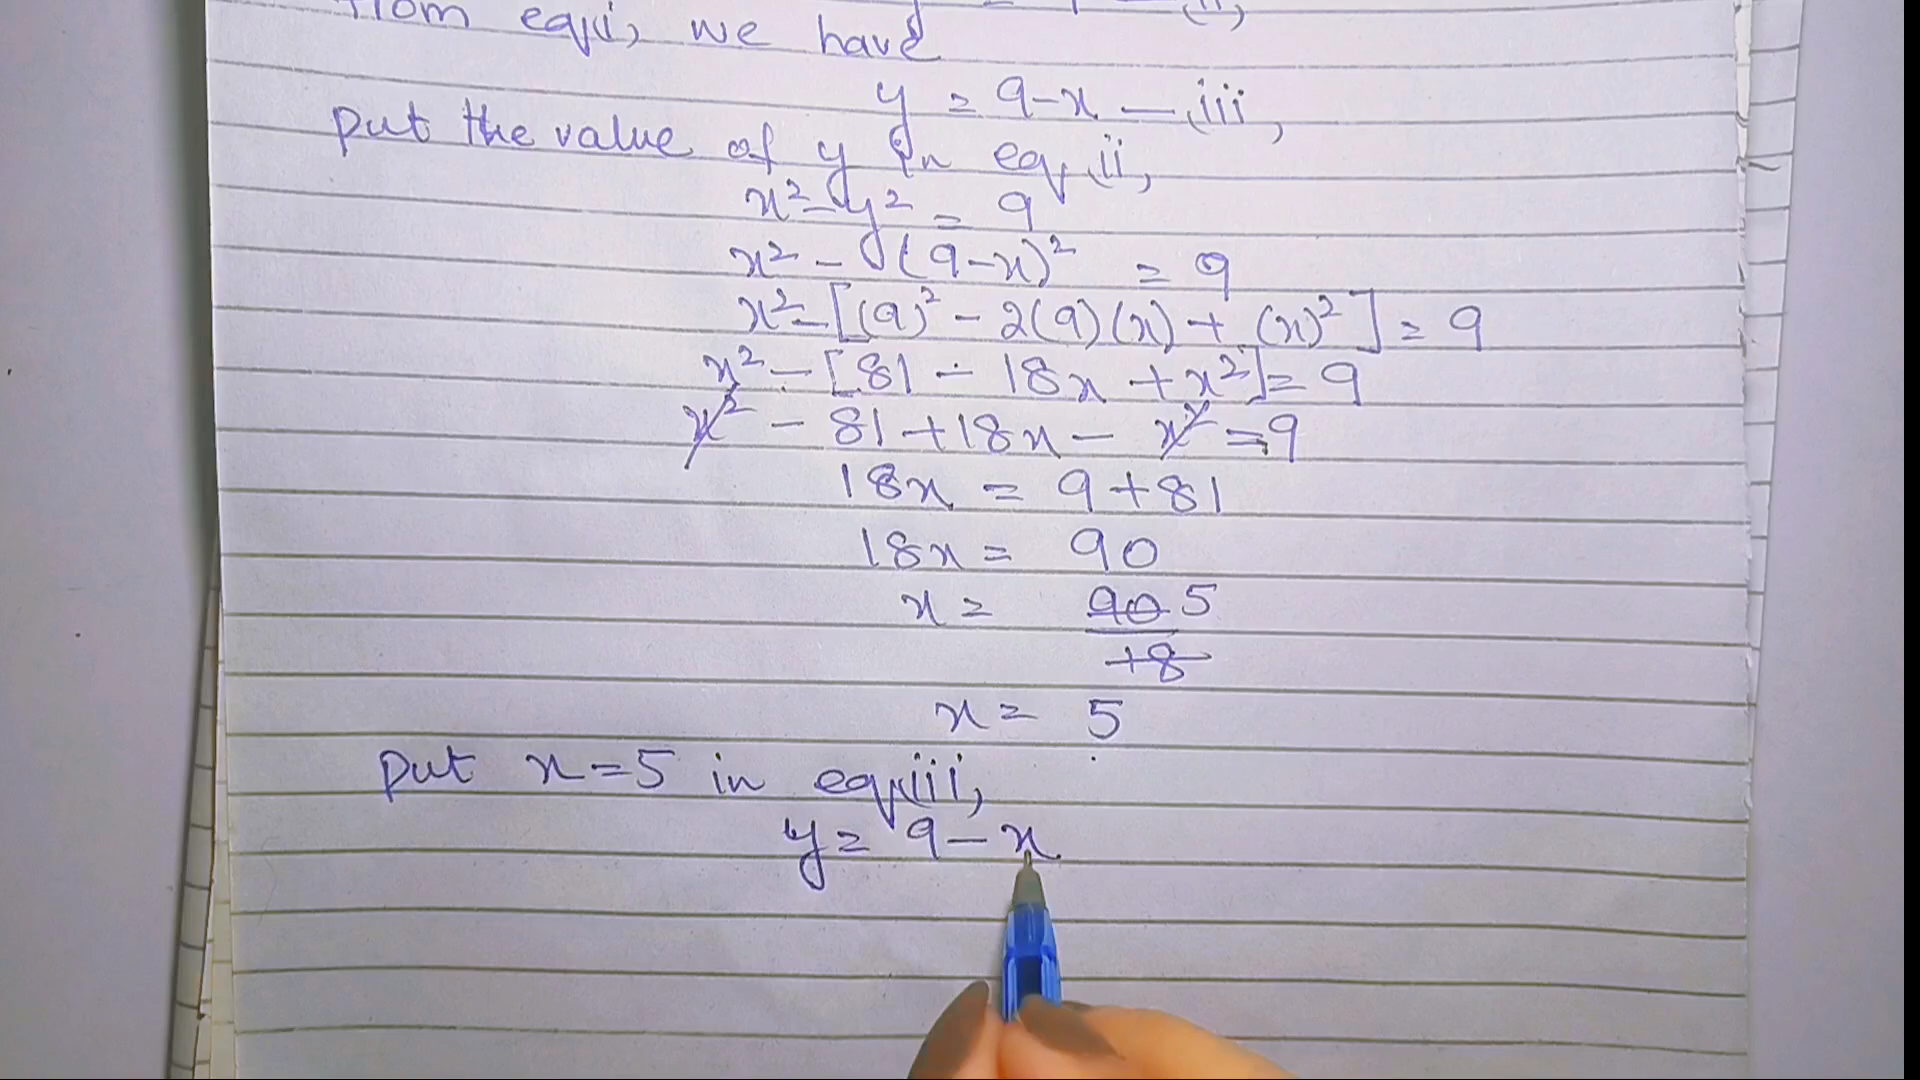 from eq(i), we have
y = 9-x — (iii)
Put the value of y in eq (ii),
x² - y² = 9
x² - (9-x)² = 9
x² - [(9)² - 2(9)(x) + (x)²] = 9
x² - [81 - 18x + x²] = 9
x² - 81 + 18x - x² = 9
18x = 9+81
18x = 90
x = 90 5
18
x = 5
Put x=5 in eq(iii),
y = 9-x